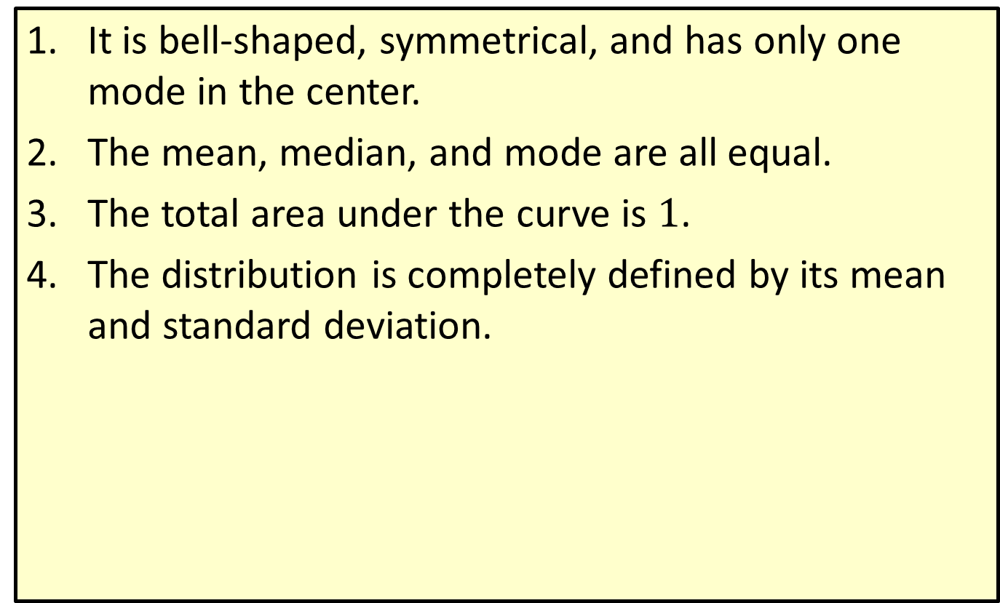 1. It is bell-shaped, symmetrical, and has only one
mode in the center.
2. The mean, median, and mode are all equal.
3. The total area under the curve is 1.
4. The distribution is completely defined by its mean
and standard deviation.